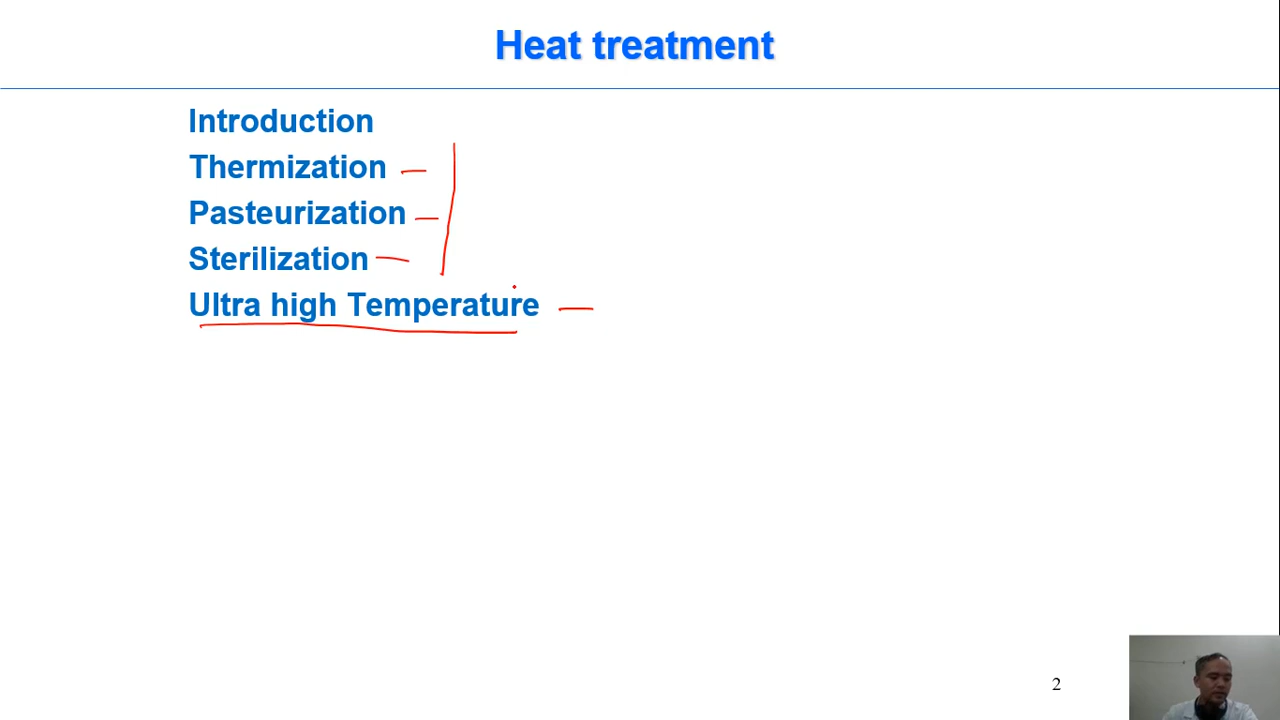 Heat treatment
Introduction
Thermization
Pasteurization
Sterilization
Ultra high Temperature
2